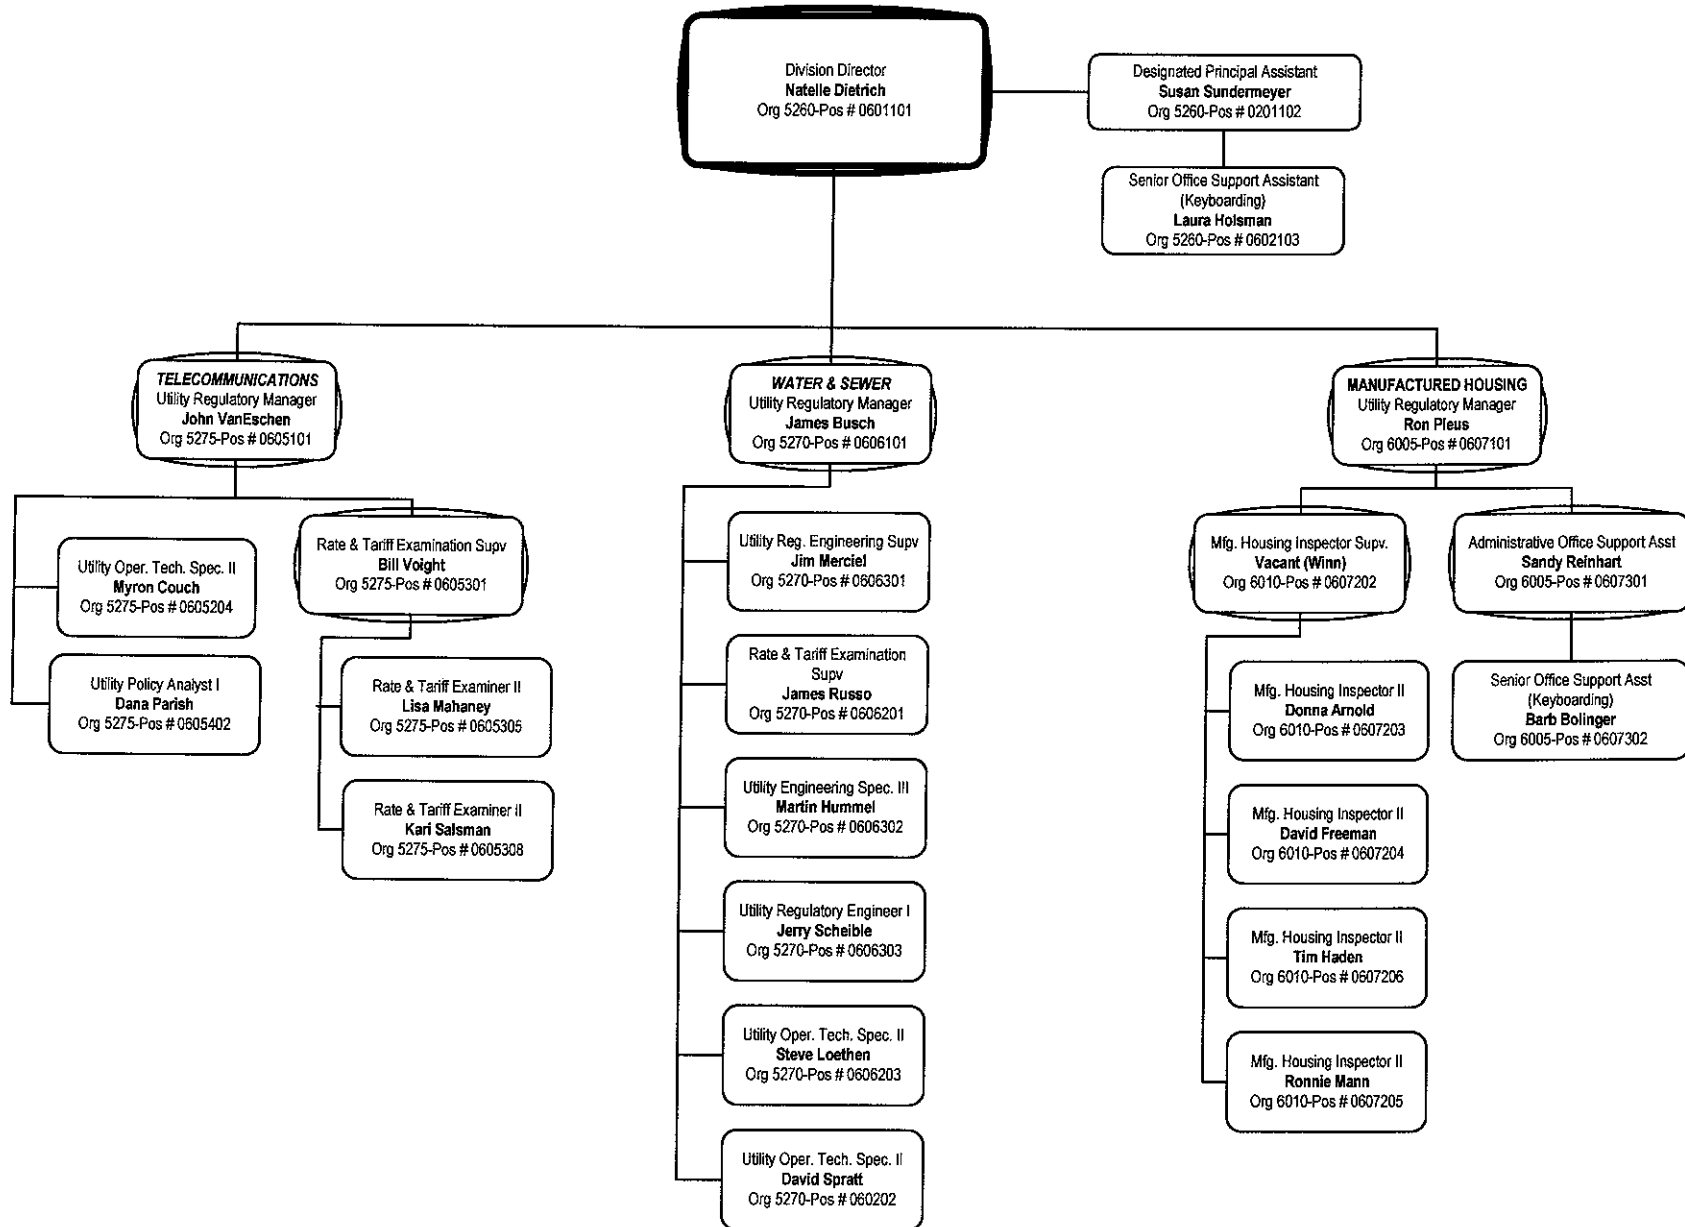 Division Director
Natelle Dietrich
Org 5260-Pos # 0601101
Designated Principal Assistant
Susan Sundermeyer
Org 5260-Pos # 0201102
Senior Office Support Assistant
(Keyboarding)
Laura Holsman
Org 5260-Pos # 0602103
TELECOMMUNICATIONS
Utility Regulatory Manager
John VanEschen
Org 5275-Pos # 0605101
WATER & SEWER
Utility Regulatory Manager
James Busch
Org 5270-Pos # 0606101
MANUFACTURED HOUSING
Utility Regulatory Manager
Ron Pleus
Org 6005-Pos # 0607101
Utility Oper. Tech. Spec. II
Myron Couch
Org 5275-Pos # 0605204
Utility Policy Analyst I
Dana Parish
Org 5275-Pos # 0605402
Rate & Tariff Examination Supv
Bill Voight
Org 5275-Pos # 0605301
Rate & Tariff Examiner II
Lisa Mahaney
Org 5275-Pos # 0605305
Rate & Tariff Examiner II
Kari Salsman
Org 5275-Pos # 0605308
Utility Reg. Engineering Supv
Jim Merciel
Org 5270-Pos # 0606301
Rate & Tariff Examination
Supv
James Russo
Org 5270-Pos # 0606201
Utility Engineering Spec. III
Martin Hummel
Org 5270-Pos # 0606302
Utility Regulatory Engineer I
Jerry Scheible
Org 5270-Pos # 0606303
Utility Oper. Tech. Spec. II
Steve Loethen
Org 5270-Pos # 0606203
Utility Oper. Tech. Spec. II
David Spratt
Org 5270-Pos # 060202
Mfg. Housing Inspector Supv.
Vacant (Winn)
Org 6010-Pos # 0607202
Mfg. Housing Inspector II
Donna Arnold
Org 6010-Pos # 0607203
Mfg. Housing Inspector II
David Freeman
Org 6010-Pos # 0607204
Mfg. Housing Inspector II
Tim Haden
Org 6010-Pos # 0607206
Mfg. Housing Inspector II
Ronnie Mann
Org 6010-Pos # 0607205
Administrative Office Support Asst
Sandy Reinhart
Org 6005-Pos # 0607301
Senior Office Support Asst
(Keyboarding)
Barb Bolinger
Org 6005-Pos # 0607302